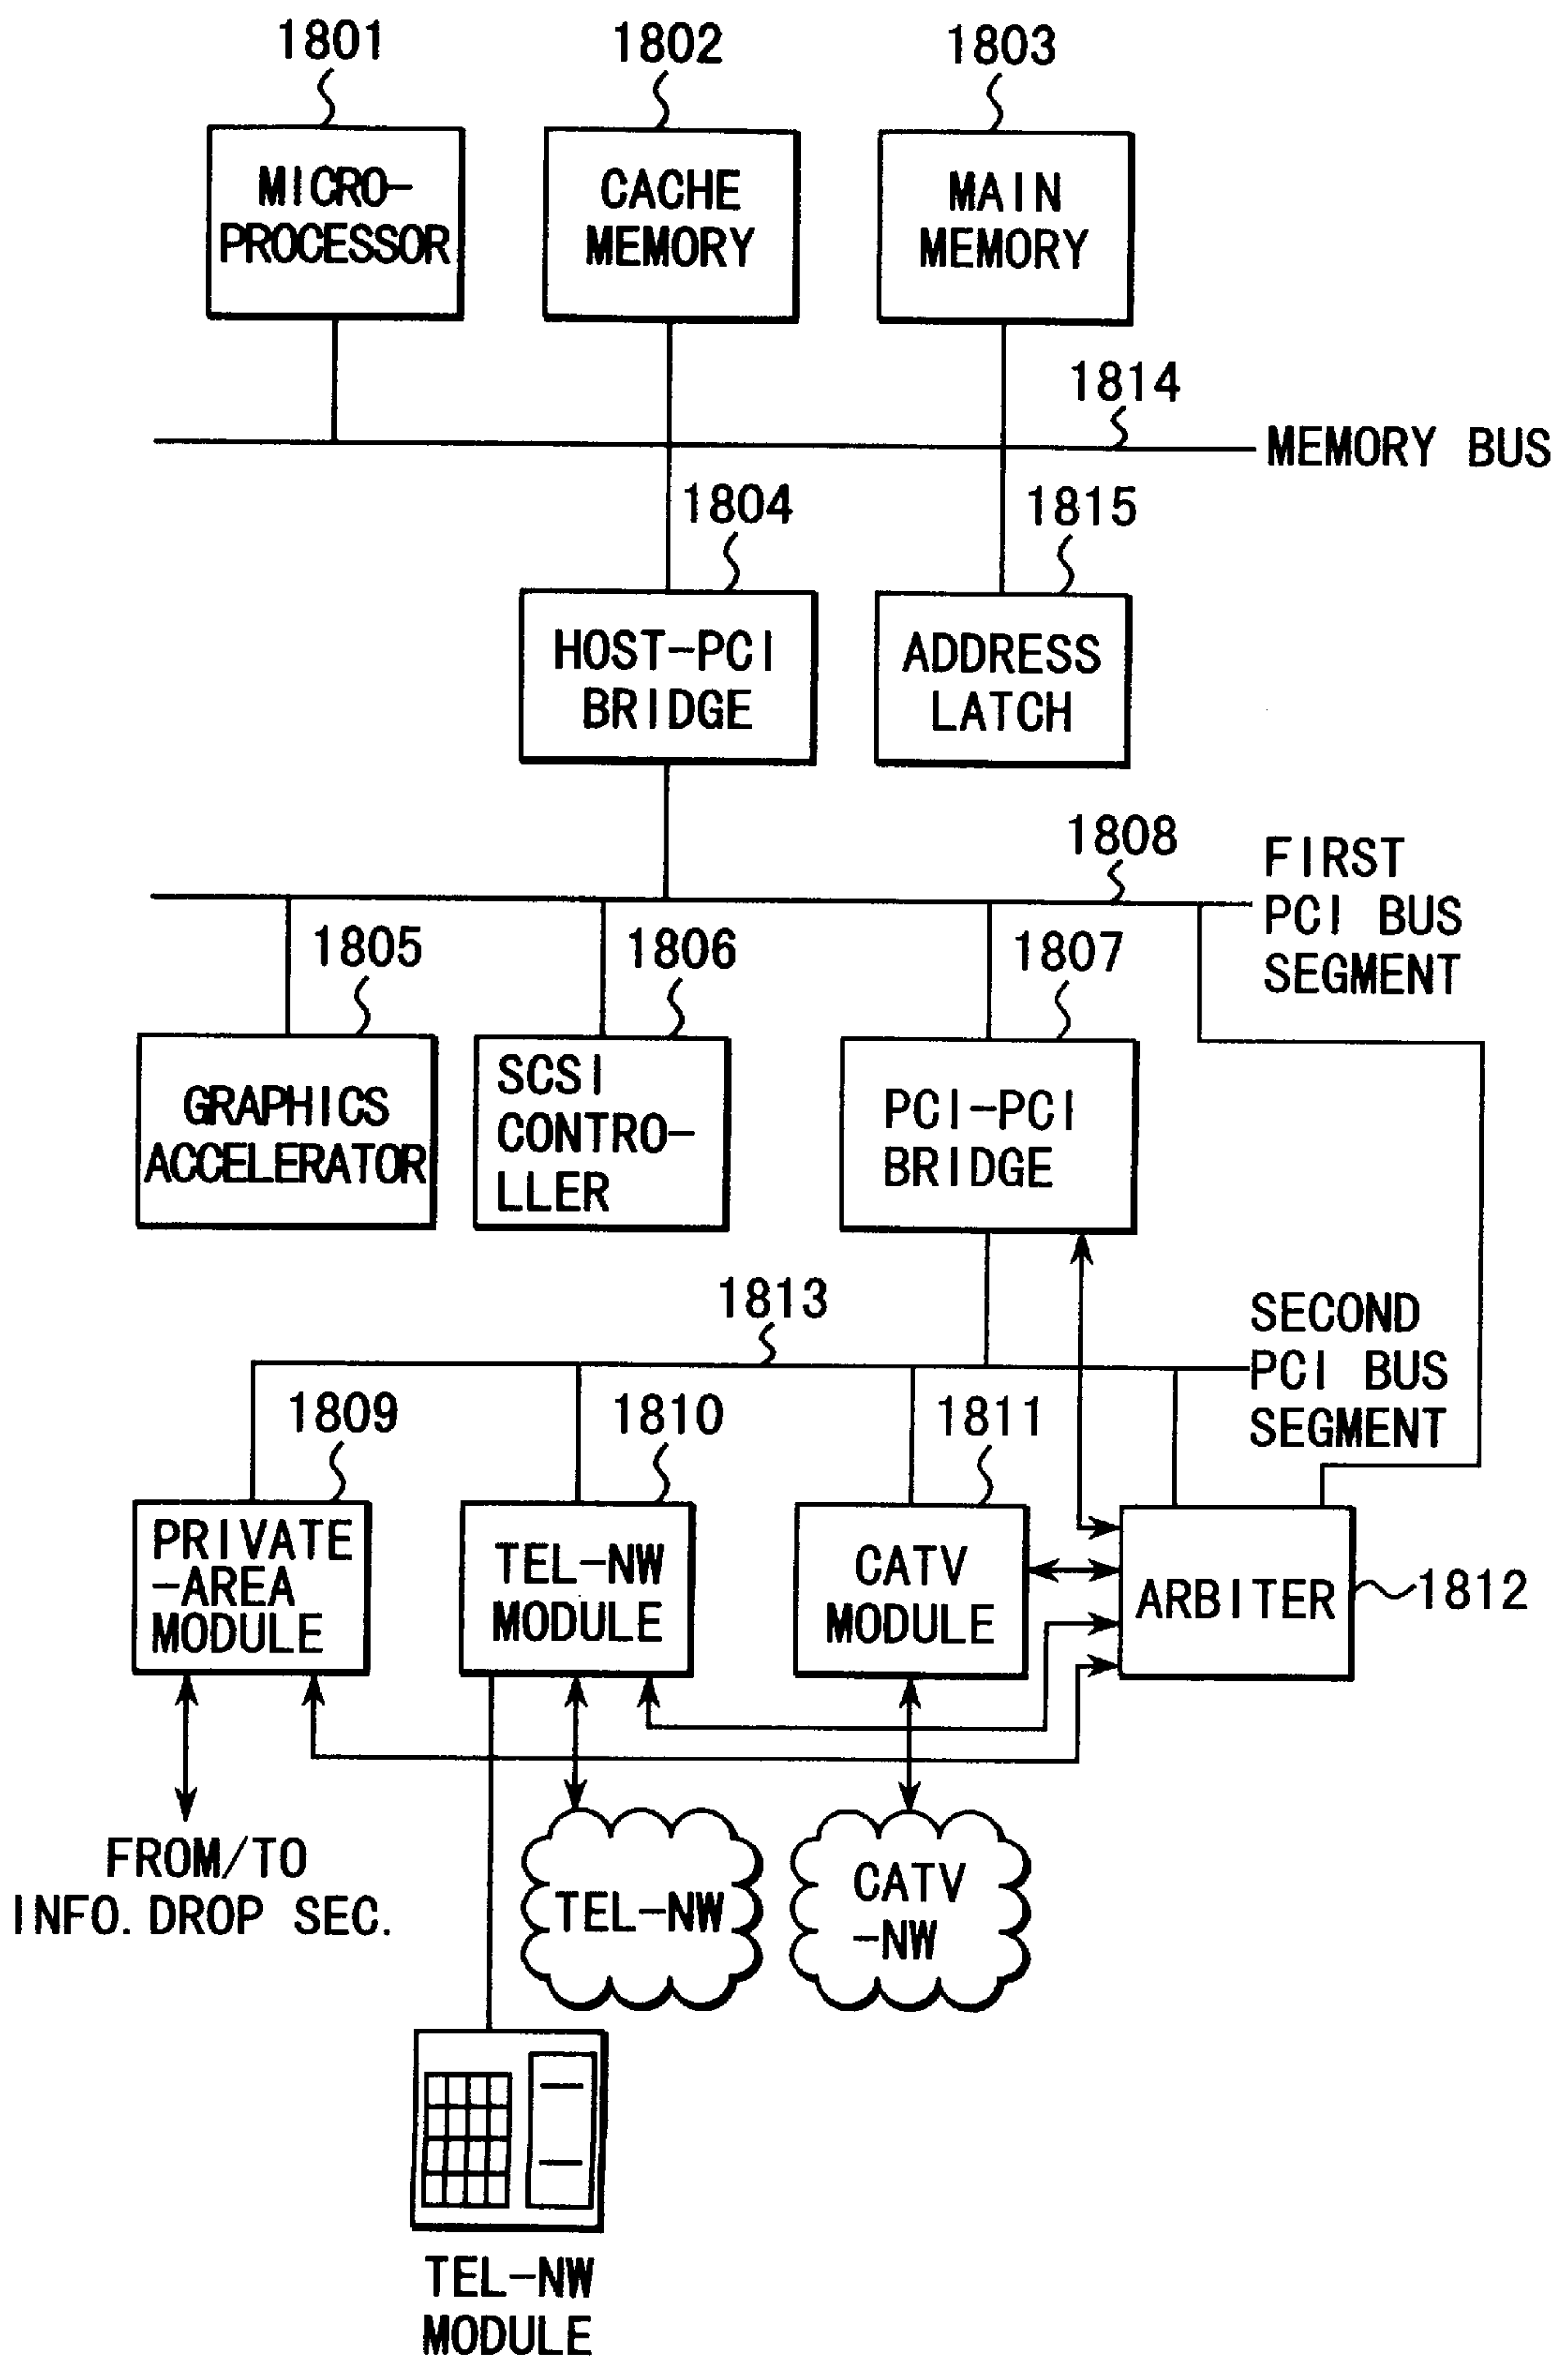 1801
1802
1803
MICRO-
PROCESSOR
CACHE
MEMORY
MAIN
MEMORY
1814
MEMORY BUS
1804
1815
HOST-PCI
BRIDGE
ADDRESS
LATCH
1808
FIRST
PCI BUS
SEGMENT
1805
1806
1807
GRAPHICS
ACCELERATOR
SCSI
CONTRO-
LLER
PCI-PCI
BRIDGE
1813
SECOND
PCI BUS
SEGMENT
1809
1810
1811
PRIVATE
-AREA
MODULE
TEL-NW
MODULE
CATV
MODULE
ARBITER
1812
FROM/TO
INFO. DROP SEC.
TEL-NW
CATV
-NW
TEL-NW
MODULE